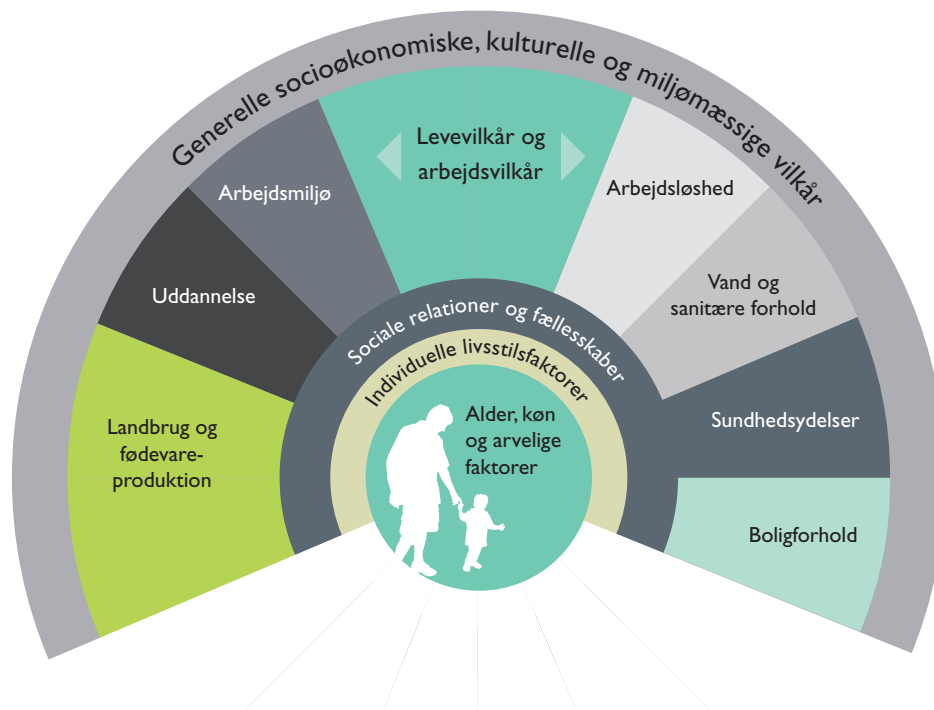 Generelle socioøkonomiske, kulturelle og miljømæssige vilkår
Levevilkår og
arbejdsvilkår
Arbejdsmiljø
Arbejdsløshed
Uddannelse
Vand og
sanitære forhold
Landbrug og
fødevare-
produktion
Sundhedsydelser
Boligforhold
Sociale relationer og fællesskaber
Individuelle livsstilsfaktorer
Alder, køn
og arvelige
faktorer